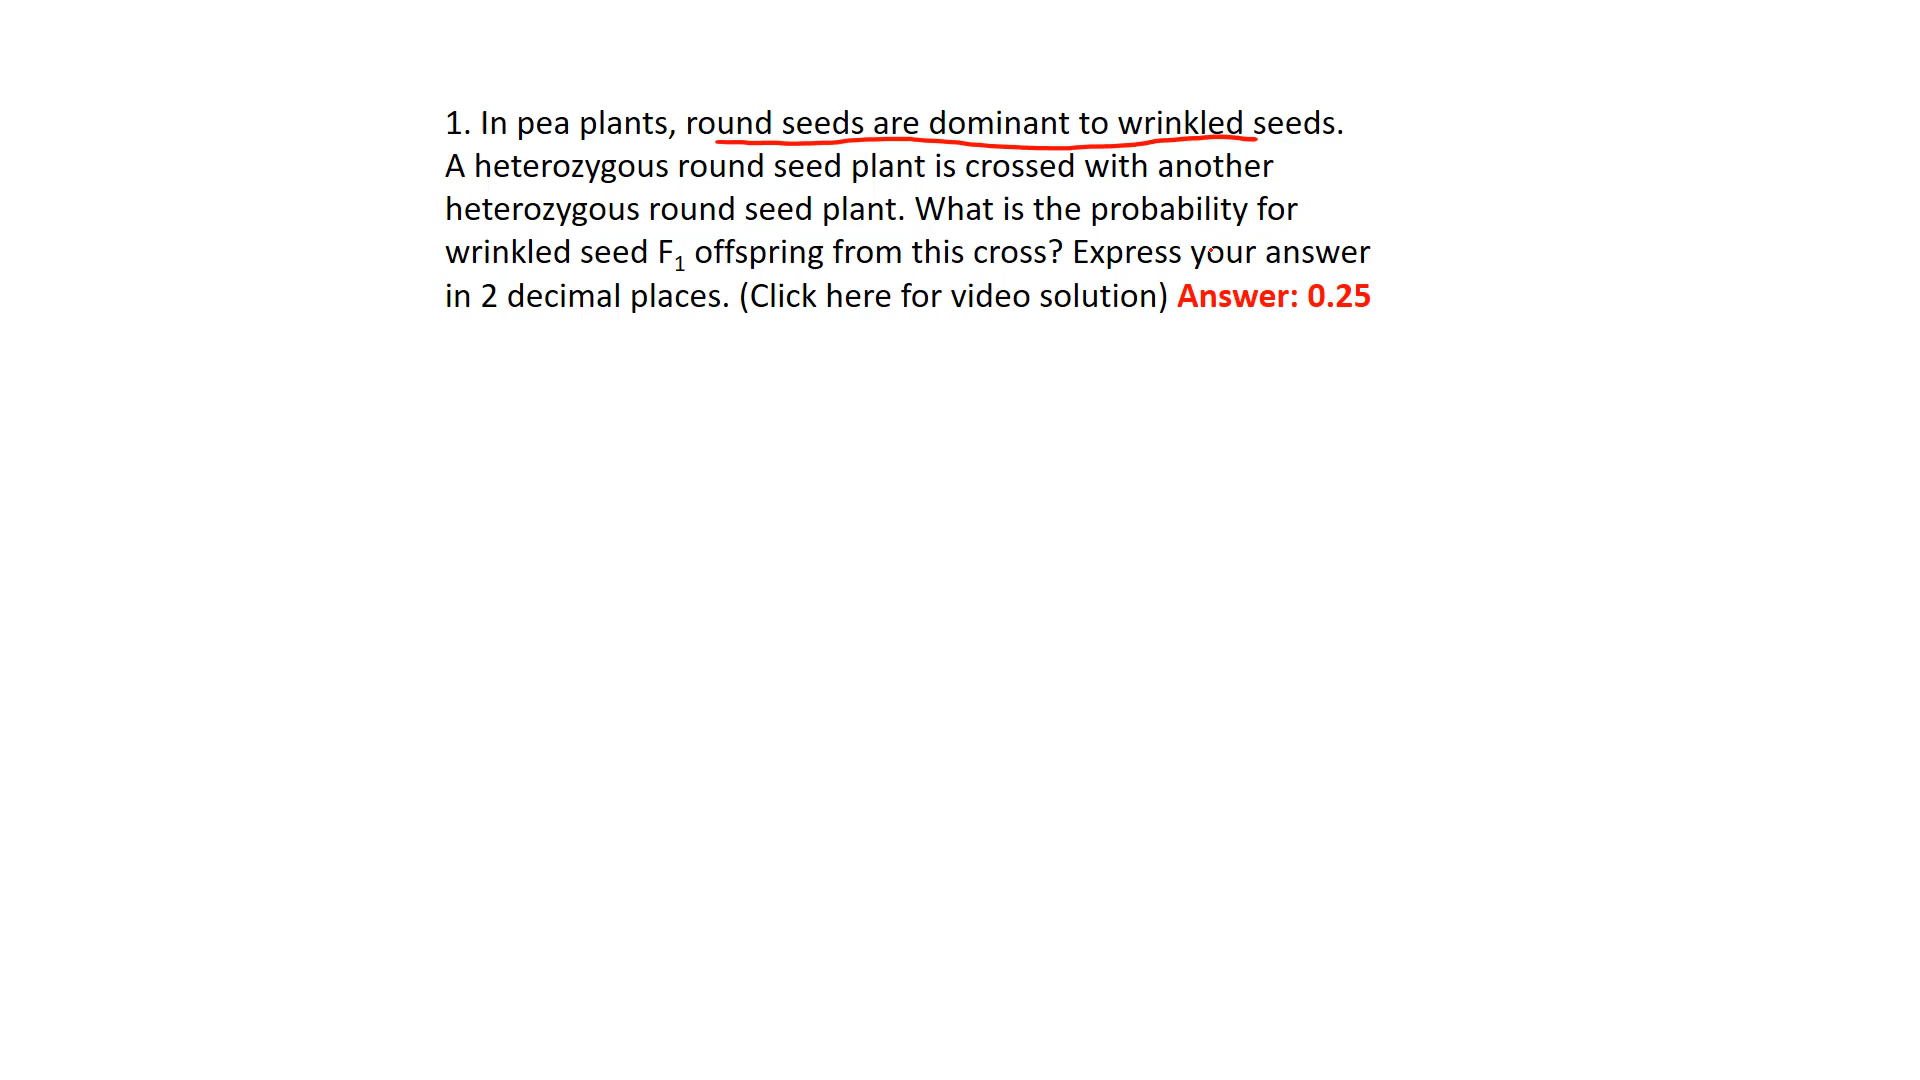 1. In pea plants, round seeds are dominant to wrinkled seeds.
A heterozygous round seed plant is crossed with another
heterozygous round seed plant. What is the probability for
wrinkled seed F₁ offspring from this cross? Express your answer
in 2 decimal places. (Click here for video solution) Answer: 0.25